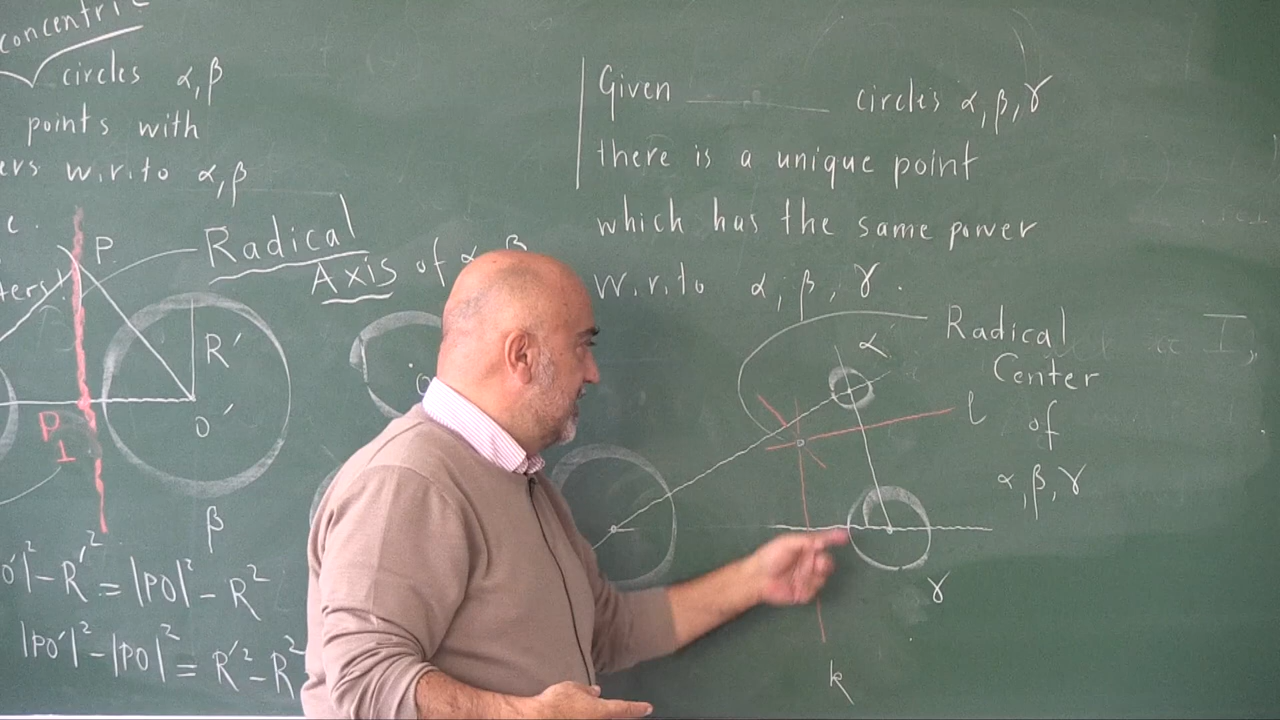 concentric
circles α, β
points with
ers w.r.to α, β
c.
P
ters
Radical
Axis of α, β
R'
O'
P⊥
β
O'|² - R'² = |PO|² - R²
|PO'|² - |PO|² = R'² - R²
Given ______ circles α, β, γ
there is a unique point
which has the same power
w.r.to α, β, γ.
Radical
Center
of
α, β, γ
α
l
γ
k